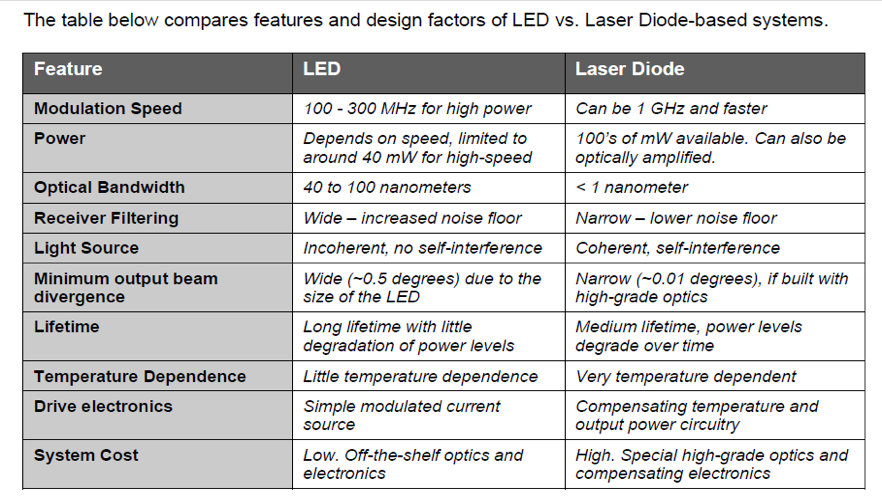 The table below compares features and design factors of LED vs. Laser Diode-based systems.
Feature LED Laser Diode
Modulation Speed 100 - 300 MHz for high power Can be 1 GHz and faster
Power Depends on speed, limited to 100's of mW available. Can also be
around 40 mW for high-speed optically amplified.
Optical Bandwidth 40 to 100 nanometers < 1 nanometer
Receiver Filtering Wide – increased noise floor Narrow – lower noise floor
Light Source Incoherent, no self-interference Coherent, self-interference
Minimum output beam Wide (~0.5 degrees) due to the Narrow (~0.01 degrees), if built with
divergence size of the LED high-grade optics
Lifetime Long lifetime with little Medium lifetime, power levels
degradation of power levels degrade over time
Temperature Dependence Little temperature dependence Very temperature dependent
Drive electronics Simple modulated current Compensating temperature and
source output power circuitry
System Cost Low. Off-the-shelf optics and High. Special high-grade optics and
electronics compensating electronics